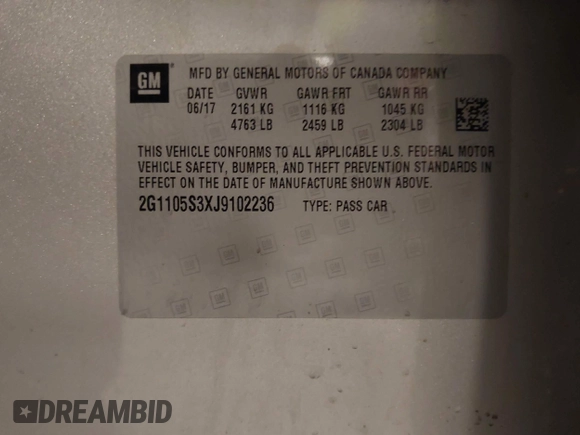 GM
MFD BY GENERAL MOTORS OF CANADA COMPANY
DATE GVWR GAWR FRT GAWR RR
06/17 2161 KG 1116 KG 1045 KG
4763 LB 2459 LB 2304 LB
THIS VEHICLE CONFORMS TO ALL APPLICABLE U.S. FEDERAL MOTOR
VEHICLE SAFETY, BUMPER, AND THEFT PREVENTION STANDARDS IN
EFFECT ON THE DATE OF MANUFACTURE SHOWN ABOVE.
2G1105S3XJ9102236 TYPE: PASS CAR
DREAMBID